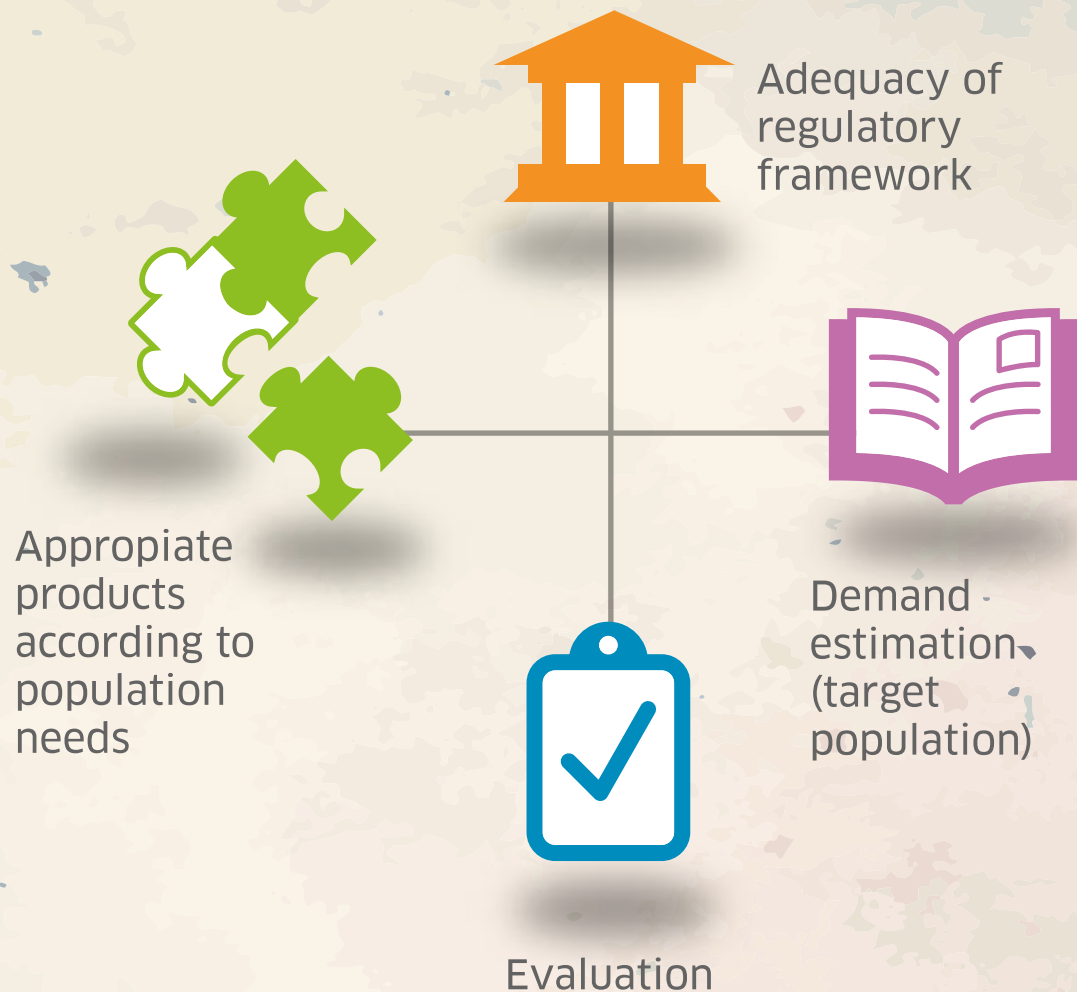 Adequacy of
regulatory
framework
Appropiate
products
according to
population
needs
Demand
estimation
(target
population)
Evaluation